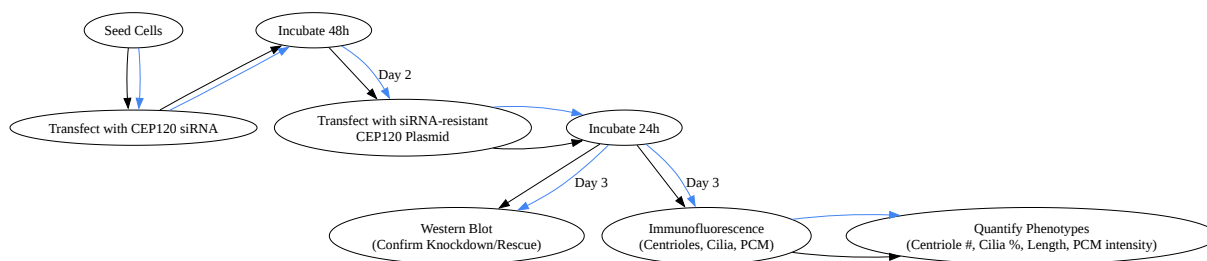 Seed Cells
Incubate 48h
Day 2
Transfect with CEP120 siRNA
Transfect with siRNA-resistant
CEP120 Plasmid
Incubate 24h
Day 3
Day 3
Western Blot
(Confirm Knockdown/Rescue)
Immunofluorescence
(Centrioles, Cilia, PCM)
Quantify Phenotypes
(Centriole #, Cilia %, Length, PCM intensity)